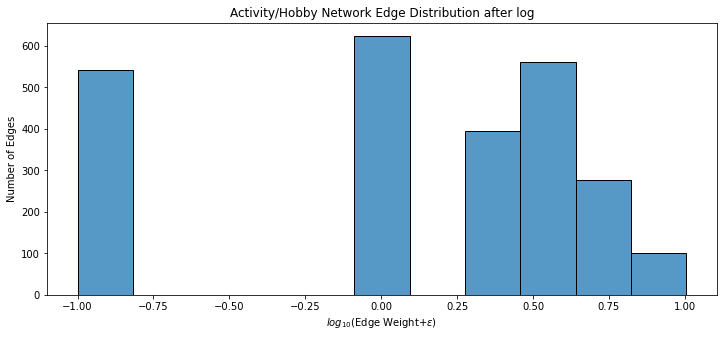 Activity/Hobby Network Edge Distribution after log
Number of Edges
600
500
400
300
200
100
0
−1.00 −0.75 −0.50 −0.25 0.00 0.25 0.50 0.75 1.00
log₁₀(Edge Weight+ε)